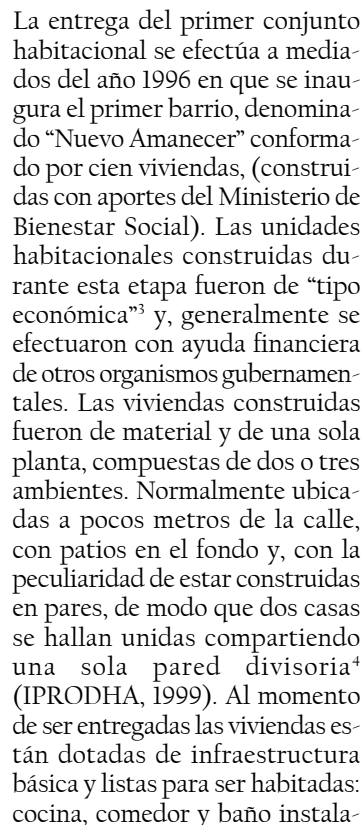 La entrega del primer conjunto
habitacional se efectúa a media-
dos del año 1996 en que se inau-
gura el primer barrio, denomina-
do “Nuevo Amanecer” conforma-
do por cien viviendas, (construi-
das con aportes del Ministerio de
Bienestar Social). Las unidades
habitacionales construidas du-
rante esta etapa fueron de “tipo
económica”³ y, generalmente se
efectuaron con ayuda financiera
de otros organismos gubernamen-
tales. Las viviendas construidas
fueron de material y de una sola
planta, compuestas de dos o tres
ambientes. Normalmente ubica-
das a pocos metros de la calle,
con patios en el fondo y, con la
peculiaridad de estar construidas
en pares, de modo que dos casas
se hallan unidas compartiendo
una sola pared divisoria⁴
(IPRODHA, 1999). Al momento
de ser entregadas las viviendas es-
tán dotadas de infraestructura
básica y listas para ser habitadas:
cocina, comedor y baño instala-